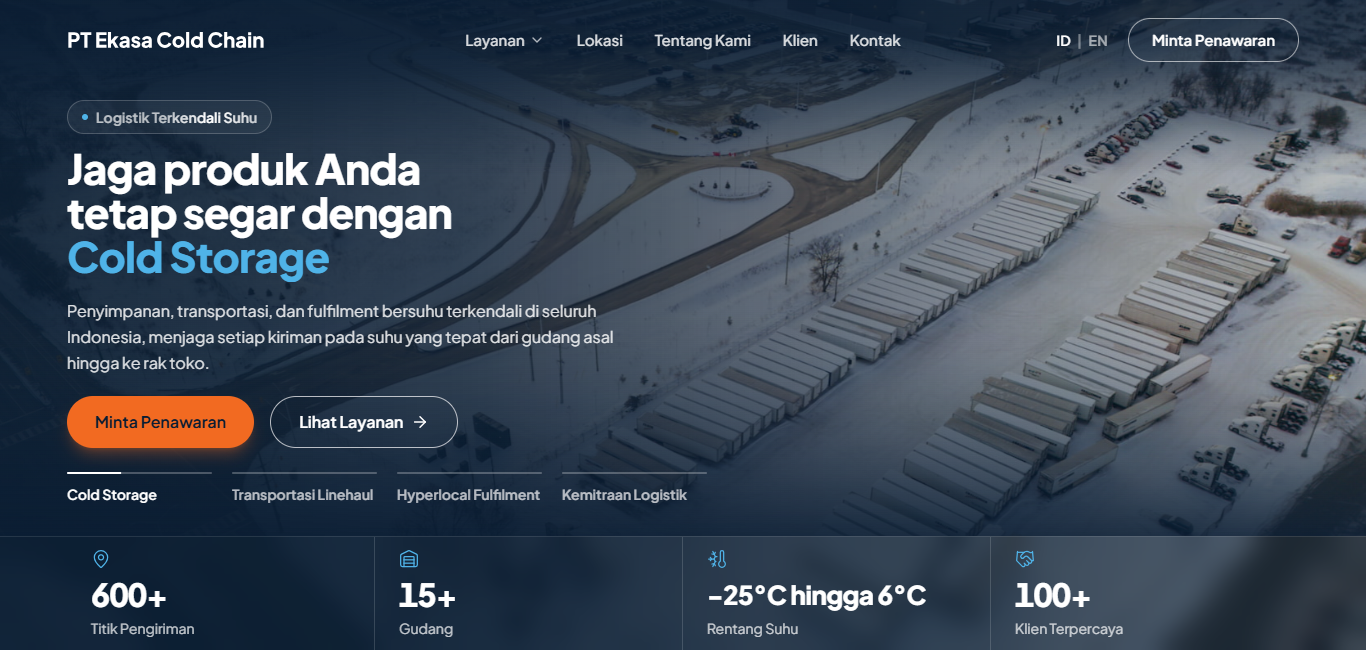 PT Ekasa Cold Chain
Layanan
Lokasi
Tentang Kami
Klien
Kontak
ID | EN
Minta Penawaran
Logistik Terkendali Suhu
Jaga produk Anda
tetap segar dengan
Cold Storage
Penyimpanan, transportasi, dan fulfilment bersuhu terkendali di seluruh
Indonesia, menjaga setiap kiriman pada suhu yang tepat dari gudang asal
hingga ke rak toko.
Minta Penawaran
Lihat Layanan →
Cold Storage
Transportasi Linehaul
Hyperlocal Fulfilment
Kemitraan Logistik
600+
Titik Pengiriman
15+
Gudang
–25°C hingga 6°C
Rentang Suhu
100+
Klien Terpercaya